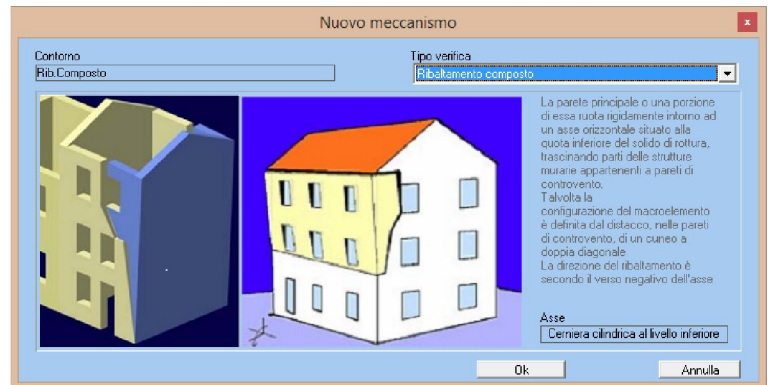 Nuovo meccanismo
x
Contorno
Tipo verifica
Rib.Composto
Ribaltamento composto
La parete principale o una porzione
di essa ruota rigidamente intorno ad
un asse orizzontale situato alla
quota inferiore del solido di rottura,
trascinando parti delle strutture
murarie appartenenti a pareti di
controvento.
Talvolta la
configurazione del macroelemento
è definita dal distacco, nelle pareti
di controvento, di un cuneo a
doppia diagonale
La direzione del ribaltamento è
secondo il verso negativo dell'asse
Asse
Cerniera cilindrica al livello inferiore
Ok
Annulla